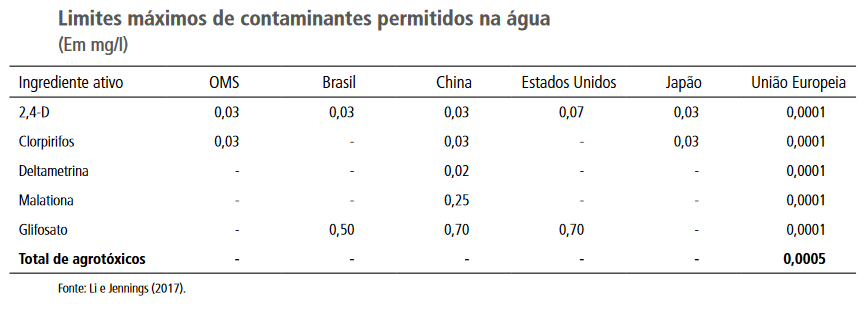 Limites máximos de contaminantes permitidos na água
(Em mg/l)
Ingrediente ativo OMS Brasil China Estados Unidos Japão União Europeia
2,4-D 0,03 0,03 0,03 0,07 0,03 0,0001
Clorpirifos 0,03 - 0,03 - 0,03 0,0001
Deltametrina - - 0,02 - - 0,0001
Malationa - - 0,25 - - 0,0001
Glifosato - 0,50 0,70 0,70 - 0,0001
Total de agrotóxicos - - - - - 0,0005
Fonte: Li e Jennings (2017).